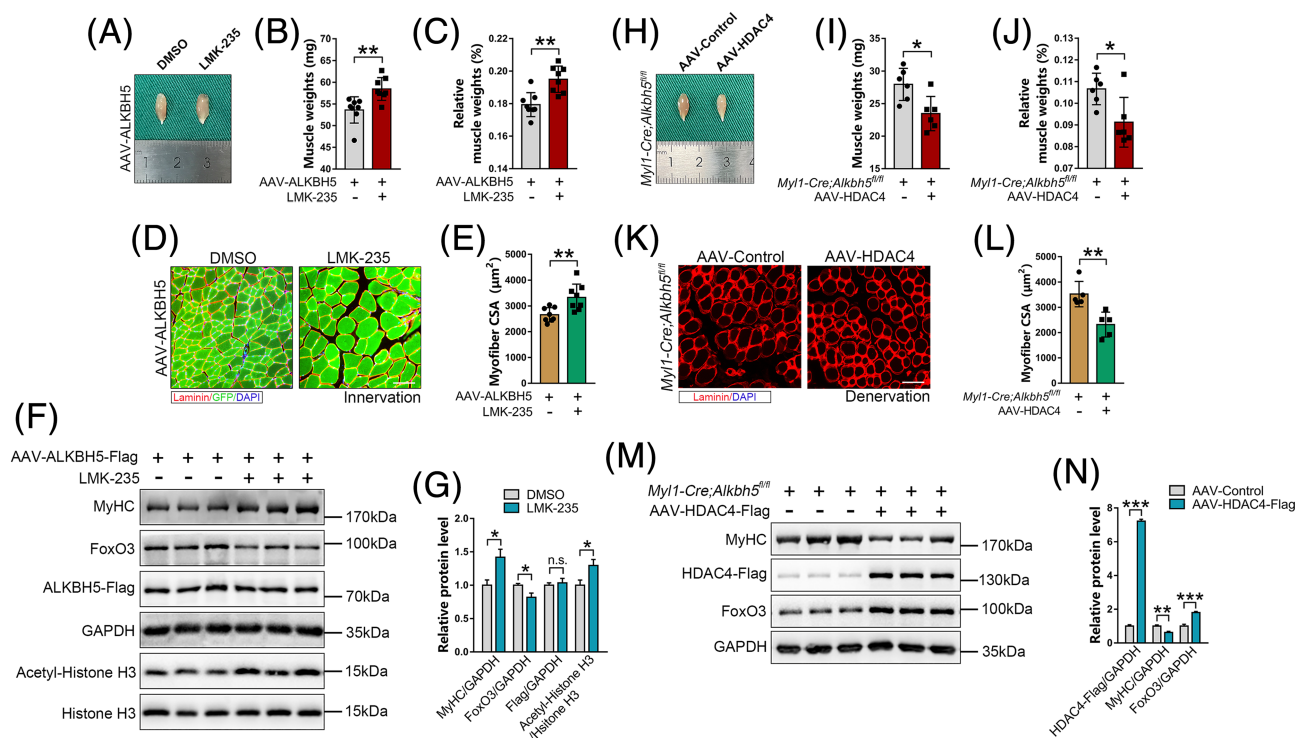 (A)
DMSO
LMK-235
AAV-ALKBH5
1 2 3
(B)
Muscle weights (mg)
70
65
60
55
50
45
40
**
AAV-ALKBH5 + +
LMK-235 - +
(C)
Relative
muscle weights (%)
0.22
0.20
0.18
0.16
0.14
**
AAV-ALKBH5 + +
LMK-235 - +
(H)
AAV-Control
AAV-HDAC4
Myl1-Cre;Alkbh5fl/fl
1 2 3 4
(I)
Muscle weights (mg)
40
35
30
25
20
15
*
Myl1-Cre;Alkbh5fl/fl + +
AAV-HDAC4 - +
(J)
Relative
muscle weights (%)
0.13
0.12
0.11
0.10
0.09
0.08
0.07
*
Myl1-Cre;Alkbh5fl/fl + +
AAV-HDAC4 - +
(D)
DMSO
LMK-235
AAV-ALKBH5
Laminin/GFP/DAPI
Innervation
(E)
Myofiber CSA (μm²)
5000
4000
3000
2000
1000
0
**
AAV-ALKBH5 + +
LMK-235 - +
(K)
AAV-Control
AAV-HDAC4
Myl1-Cre;Alkbh5fl/fl
Laminin/DAPI
Denervation
(L)
Myofiber CSA (μm²)
5000
4000
3000
2000
1000
0
**
Myl1-Cre;Alkbh5fl/fl + +
AAV-HDAC4 - +
(F)
AAV-ALKBH5-Flag + + + + + +
LMK-235 - - - + + +
MyHC 170kDa
FoxO3 100kDa
ALKBH5-Flag 70kDa
GAPDH 35kDa
Acetyl-Histone H3 15kDa
Histone H3 15kDa
(G)
DMSO
LMK-235
Relative protein level
2.0
1.5
1.0
0.5
0.0
*
*
n.s.
*
MyHC/GAPDH
FoxO3/GAPDH
Flag/GAPDH
Acetyl-Histone H3
/Hsitone H3
(M)
Myl1-Cre;Alkbh5fl/fl + + + + + +
AAV-HDAC4-Flag - - - + + +
MyHC 170kDa
HDAC4-Flag 130kDa
FoxO3 100kDa
GAPDH 35kDa
(N)
AAV-Control
AAV-HDAC4-Flag
Relative protein level
8
6
4
2
0
***
**
***
HDAC4-Flag/GAPDH
MyHC/GAPDH
FoxO3/GAPDH